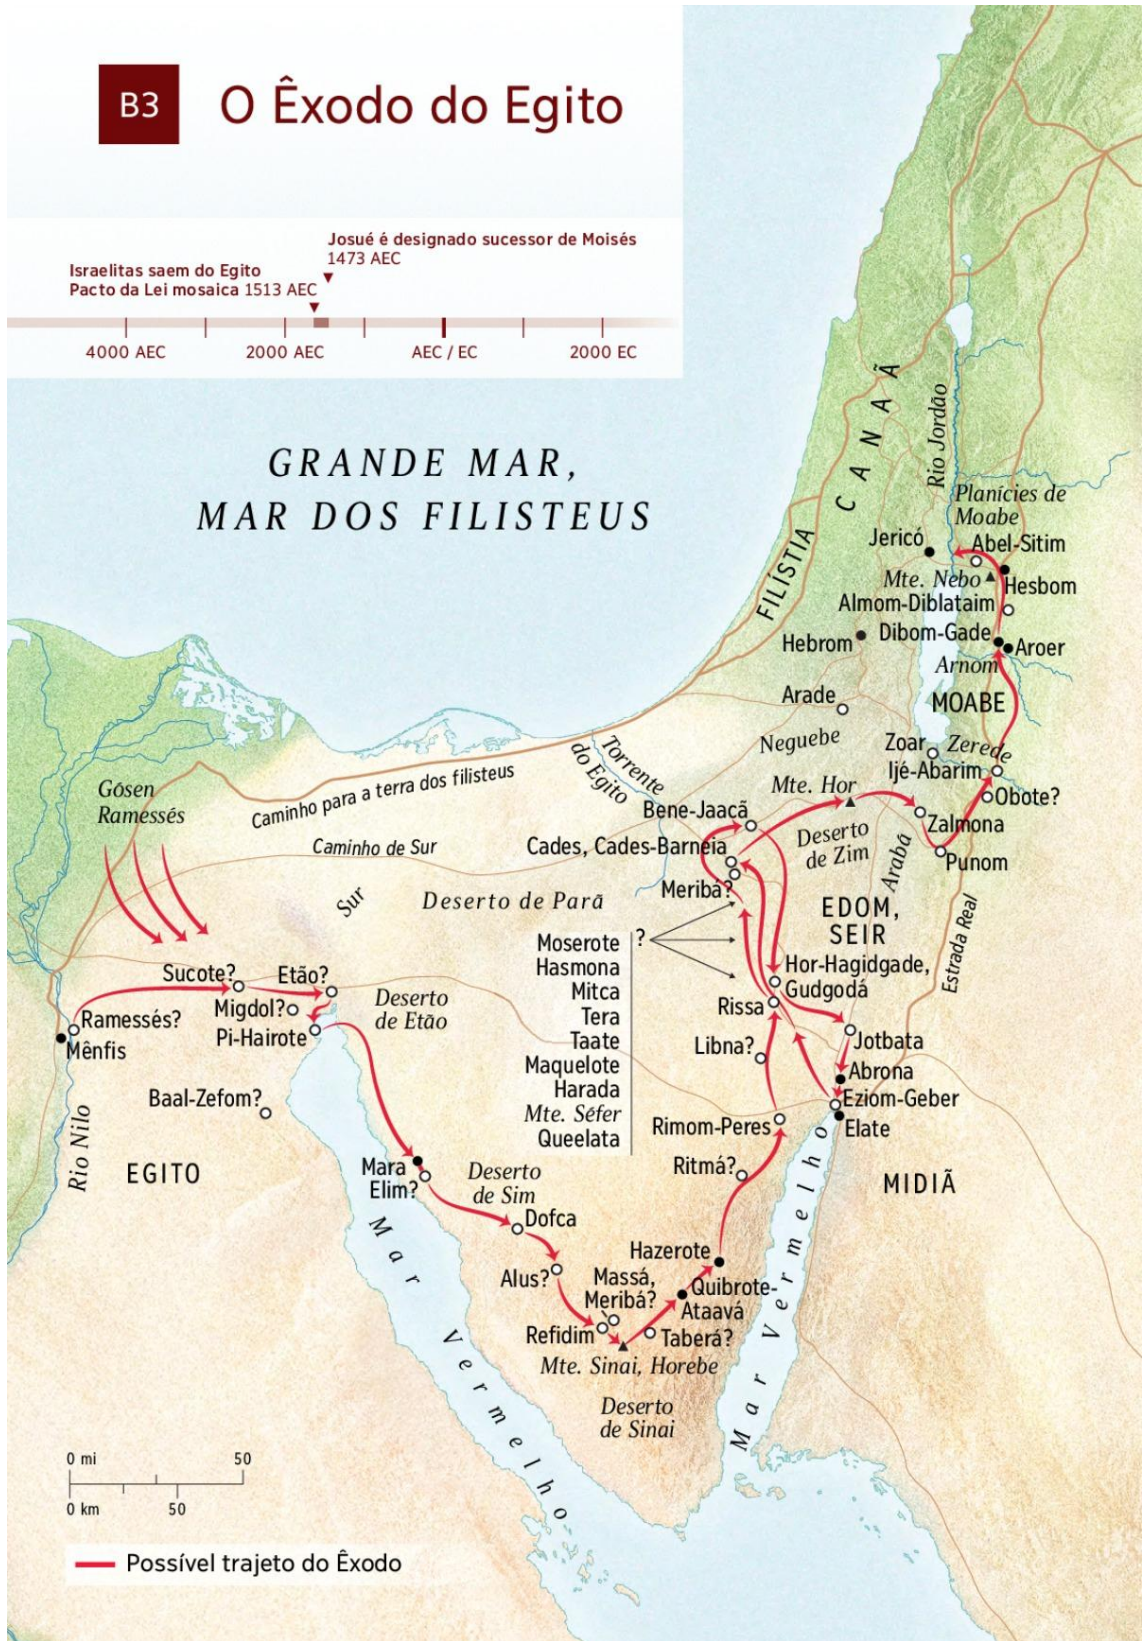 B3
O Êxodo do Egito
Josué é designado sucessor de Moisés
1473 AEC
Israelitas saem do Egito
Pacto da Lei mosaica 1513 AEC
4000 AEC
2000 AEC
AEC / EC
2000 EC
GRANDE MAR,
MAR DOS FILISTEUS
CANAÃ
Rio Jordão
FILÍSTIA
Planícies de
Moabe
Jericó
Abel-Sitim
Mte. Nebo
Hesbom
Almom-Diblataim
Hebrom
Dibom-Gade
Aroer
Arnom
Arade
MOABE
Neguebe
Zoar
Zerede
Ijé-Abarim
Torrente
do Egito
Mte. Hor
Obote?
Gósen
Ramessés
Caminho para a terra dos filisteus
Bene-Jaacã
Zalmona
Deserto
de Zim
Arabá
Caminho de Sur
Cades, Cades-Barneia
Punom
Meribá?
Sur
Deserto de Parã
EDOM,
SEIR
Estrada Real
Moserote
?
Hasmona
Mitca
Tera
Taate
Maquelote
Harada
Mte. Séfer
Queelata
Hor-Hagidgade,
Gudgodá
Sucote?
Etão?
Migdol?
Deserto
de Etão
Rissa
Ramessés?
Pi-Hairote
Mênfis
Libna?
Jotbata
Abrona
Baal-Zefom?
Eziom-Geber
Rio Nilo
Rimom-Peres
Elate
EGITO
Mara
Elim?
Deserto
de Sim
Ritmá?
MIDIÃ
Dofca
Mar Vermelho
Hazerote
Alus?
Massá,
Meribá?
Quibrote-
Ataavá
Refidim
Taberá?
Mte. Sinai, Horebe
Mar Vermelho
Deserto
de Sinai
0 mi
50
0 km
50
Possível trajeto do Êxodo